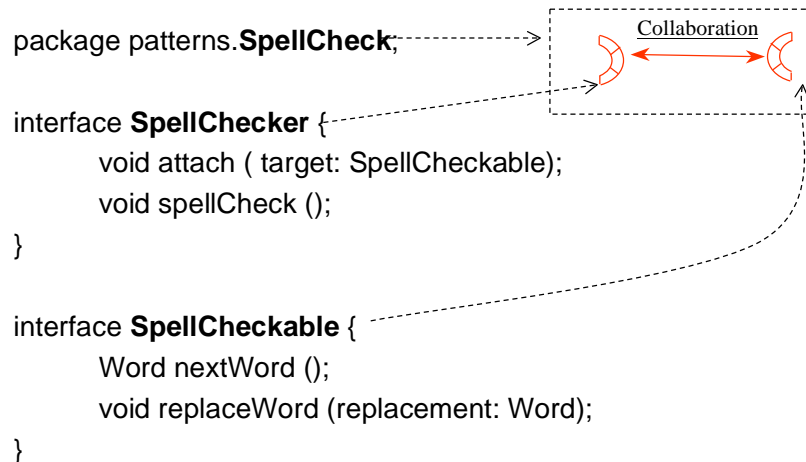 Collaboration
package patterns.SpellCheck;
interface SpellChecker {
void attach ( target: SpellCheckable);
void spellCheck ();
}
interface SpellCheckable {
Word nextWord ();
void replaceWord (replacement: Word);
}